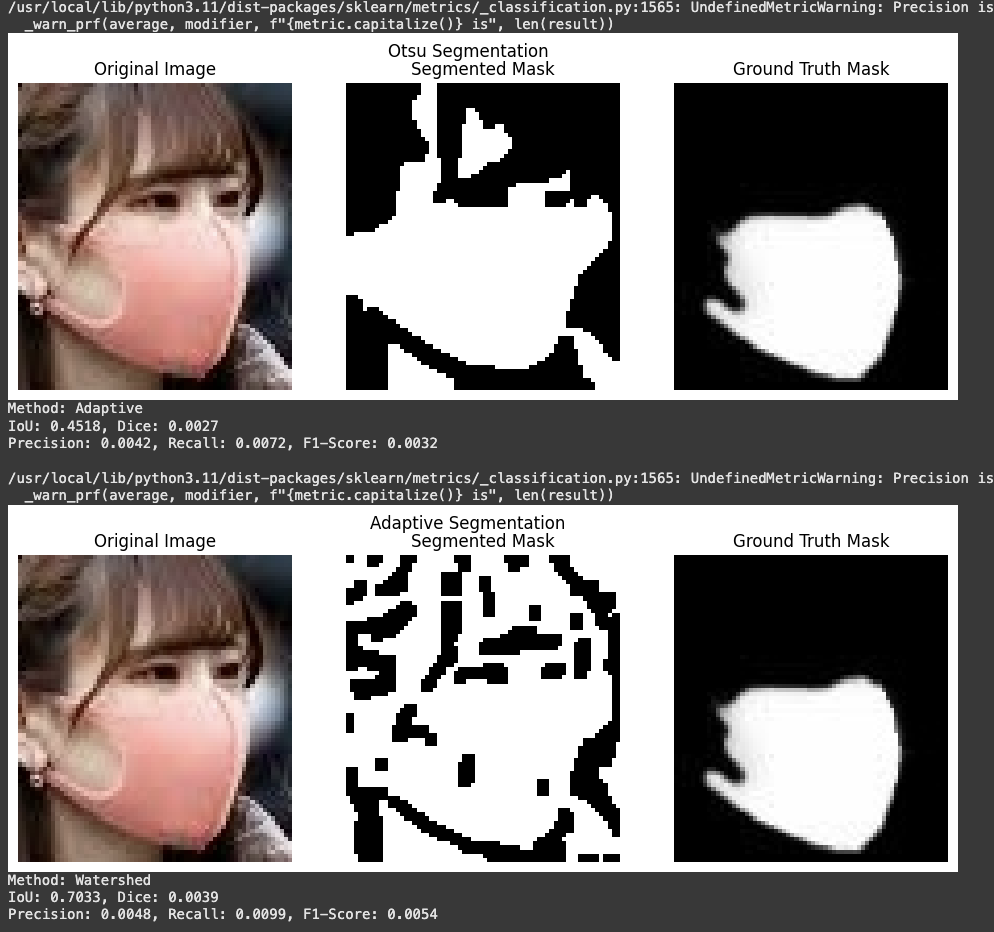 /usr/local/lib/python3.11/dist-packages/sklearn/metrics/_classification.py:1565: UndefinedMetricWarning: Precision is
_warn_prf(average, modifier, f"{metric.capitalize()} is", len(result))
Otsu Segmentation
Original Image Segmented Mask Ground Truth Mask
Method: Adaptive
IoU: 0.4518, Dice: 0.0027
Precision: 0.0042, Recall: 0.0072, F1-Score: 0.0032
/usr/local/lib/python3.11/dist-packages/sklearn/metrics/_classification.py:1565: UndefinedMetricWarning: Precision is
_warn_prf(average, modifier, f"{metric.capitalize()} is", len(result))
Adaptive Segmentation
Original Image Segmented Mask Ground Truth Mask
Method: Watershed
IoU: 0.7033, Dice: 0.0039
Precision: 0.0048, Recall: 0.0099, F1-Score: 0.0054